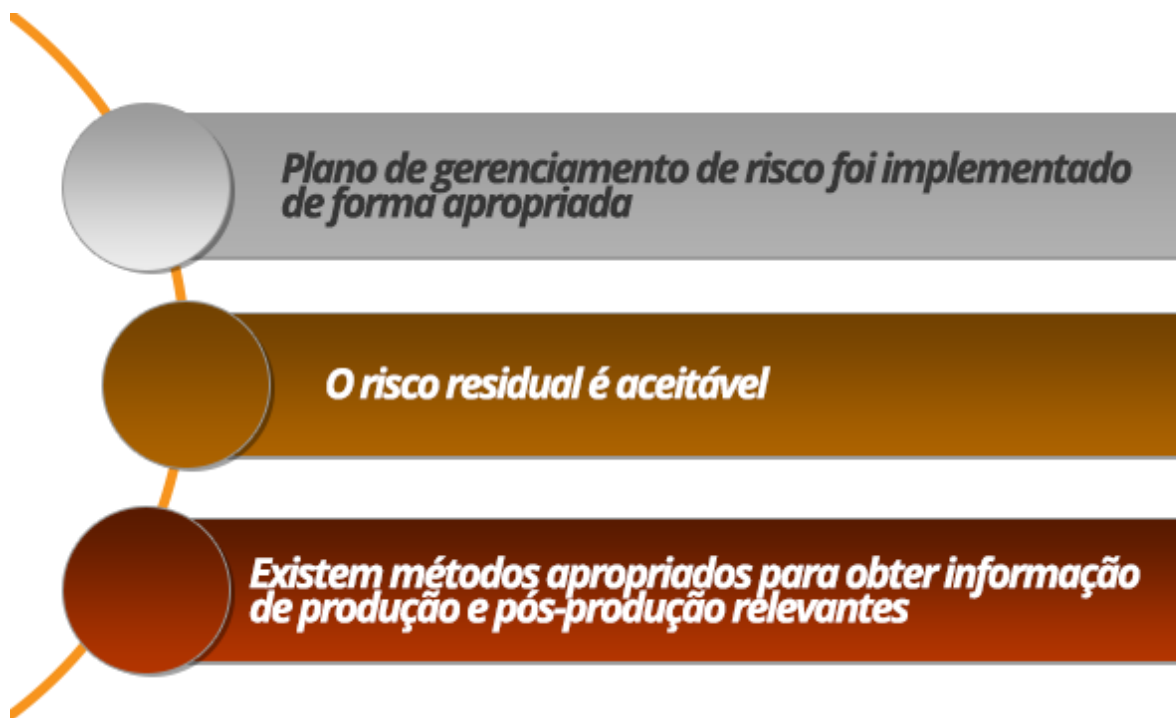 Plano de gerenciamento de risco foi implementado
de forma apropriada
O risco residual é aceitável
Existem métodos apropriados para obter informação
de produção e pós-produção relevantes